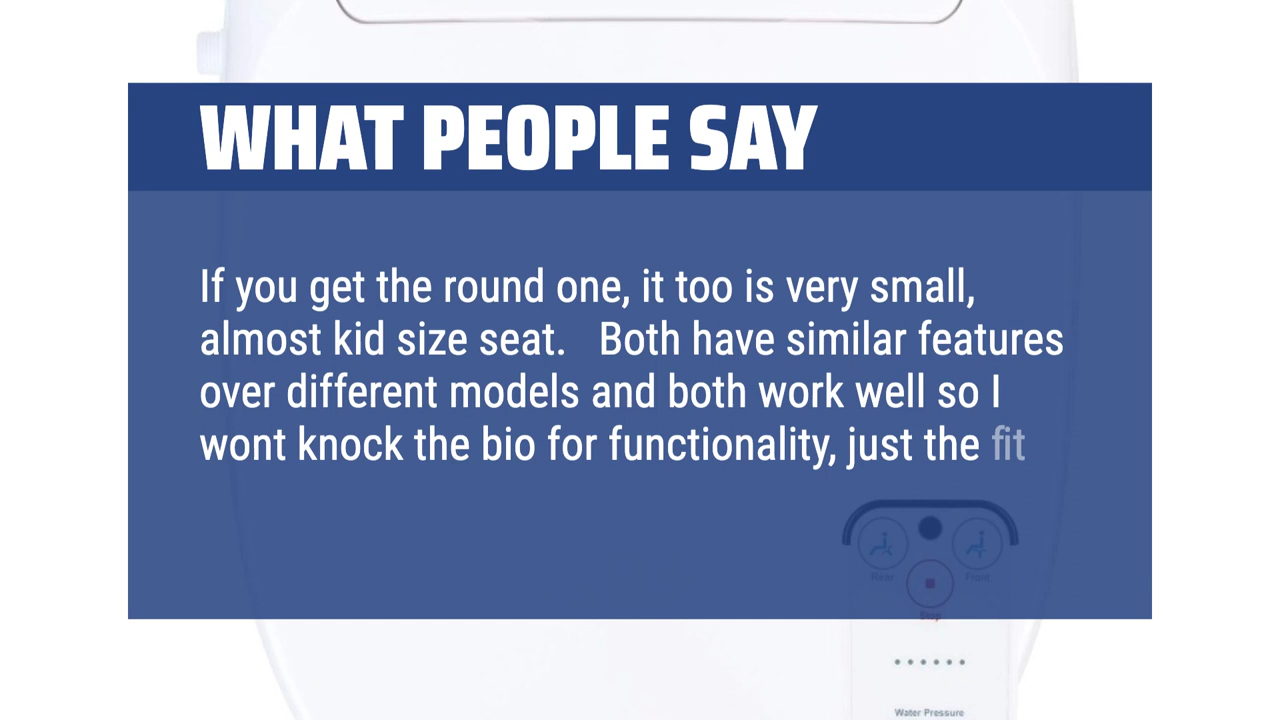 WHAT PEOPLE SAY
If you get the round one, it too is very small,
almost kid size seat.   Both have similar features
over different models and both work well so I
wont knock the bio for functionality, just the fit
Rear Front
Stop
Water Pressure